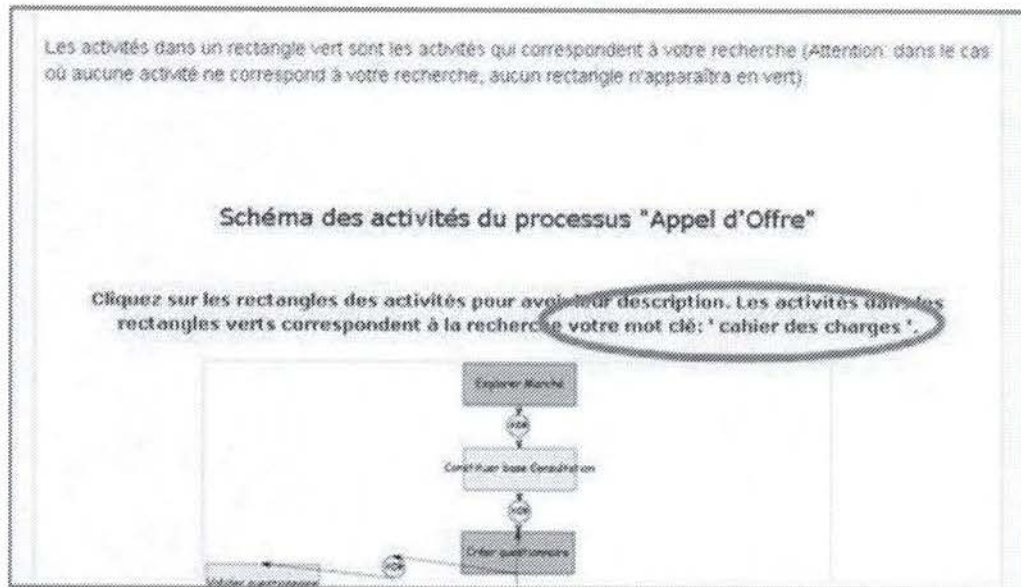 Les activités dans un rectangle vert sont les activités qui correspondent à votre recherche (Attention: dans le cas
où aucune activité ne correspond à votre recherche, aucun rectangle n'apparaîtra en vert)
Schéma des activités du processus "Appel d'Offre"
Cliquez sur les rectangles des activités pour avoir leur description. Les activités dans les
rectangles verts correspondent à la recherche votre mot clé: ' cahier des charges '.
Explorer Marché
XOR
Constituer base Consultation
XOR
Créer questionnaire
XOR
Valider questionnaire